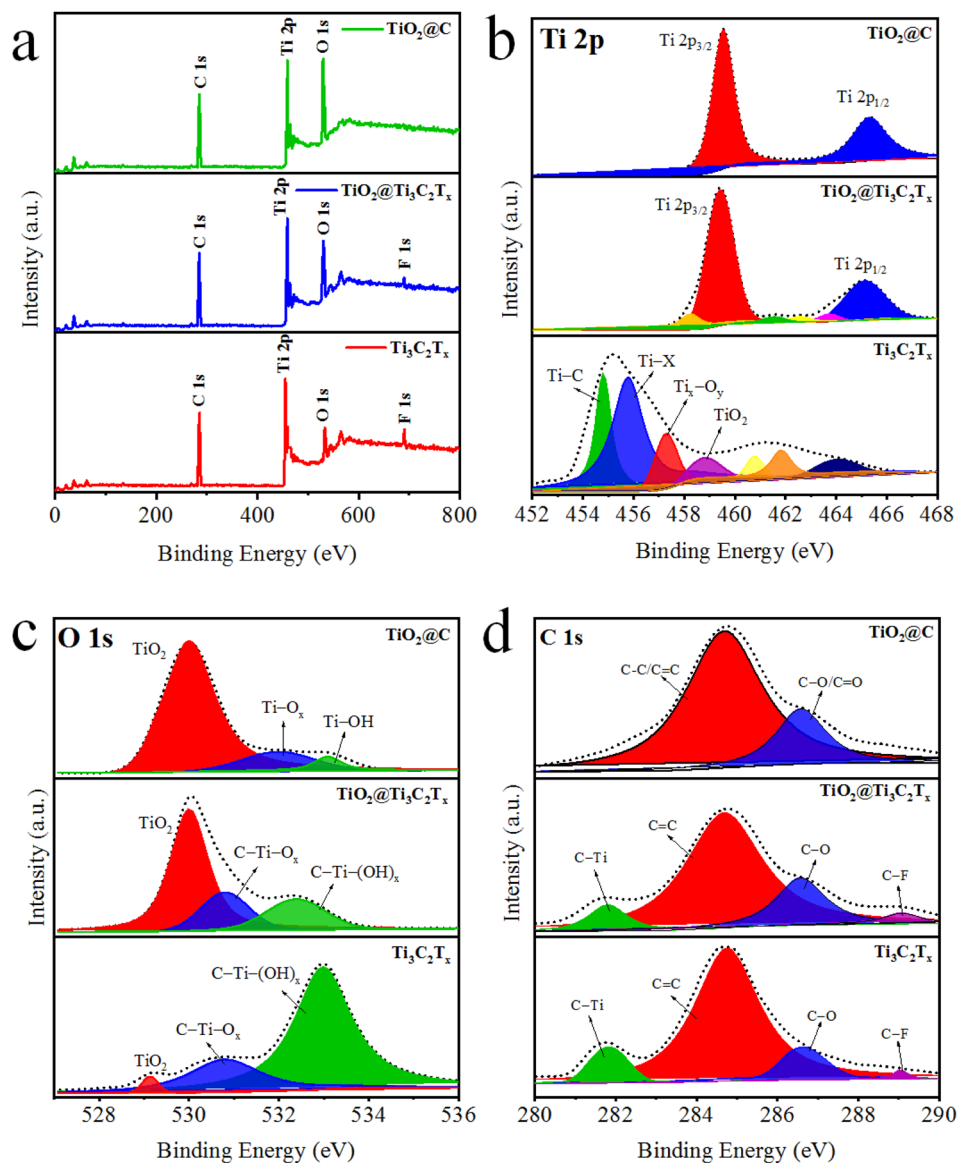 a
TiO₂@C
C 1s
Ti 2p
O 1s
TiO₂@Ti₃C₂Tₓ
C 1s
Ti 2p
O 1s
F 1s
Ti₃C₂Tₓ
C 1s
Ti 2p
O 1s
F 1s
Intensity (a.u.)
0 200 400 600 800
Binding Energy (eV)
b Ti 2p
TiO₂@C
Ti 2p₃/₂
Ti 2p₁/₂
TiO₂@Ti₃C₂Tₓ
Ti 2p₃/₂
Ti 2p₁/₂
Ti₃C₂Tₓ
Ti−C
Ti−X
Tiₓ−Oᵧ
TiO₂
Intensity (a.u.)
452 454 456 458 460 462 464 466 468
Binding Energy (eV)
c O 1s
TiO₂@C
TiO₂
Ti−Oₓ
Ti−OH
TiO₂@Ti₃C₂Tₓ
TiO₂
C−Ti−Oₓ
C−Ti−(OH)ₓ
Ti₃C₂Tₓ
C−Ti−(OH)ₓ
C−Ti−Oₓ
TiO₂
Intensity (a.u.)
528 530 532 534 536
Binding Energy (eV)
d C 1s
TiO₂@C
C-C/C=C
C−O/C=O
TiO₂@Ti₃C₂Tₓ
C=C
C−Ti
C−O
C−F
Ti₃C₂Tₓ
C=C
C−Ti
C−O
C−F
Intensity (a.u.)
280 282 284 286 288 290
Binding Energy (eV)